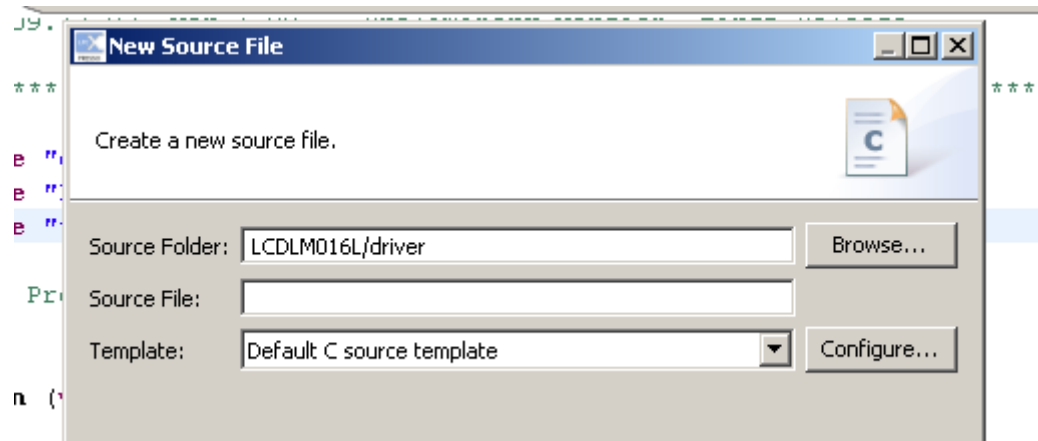 New Source File
***
***
Create a new source file.
e "
e "
e "
Source Folder: LCDLM016L/driver Browse...
Pr
Source File:
Template: Default C source template Configure...
n (